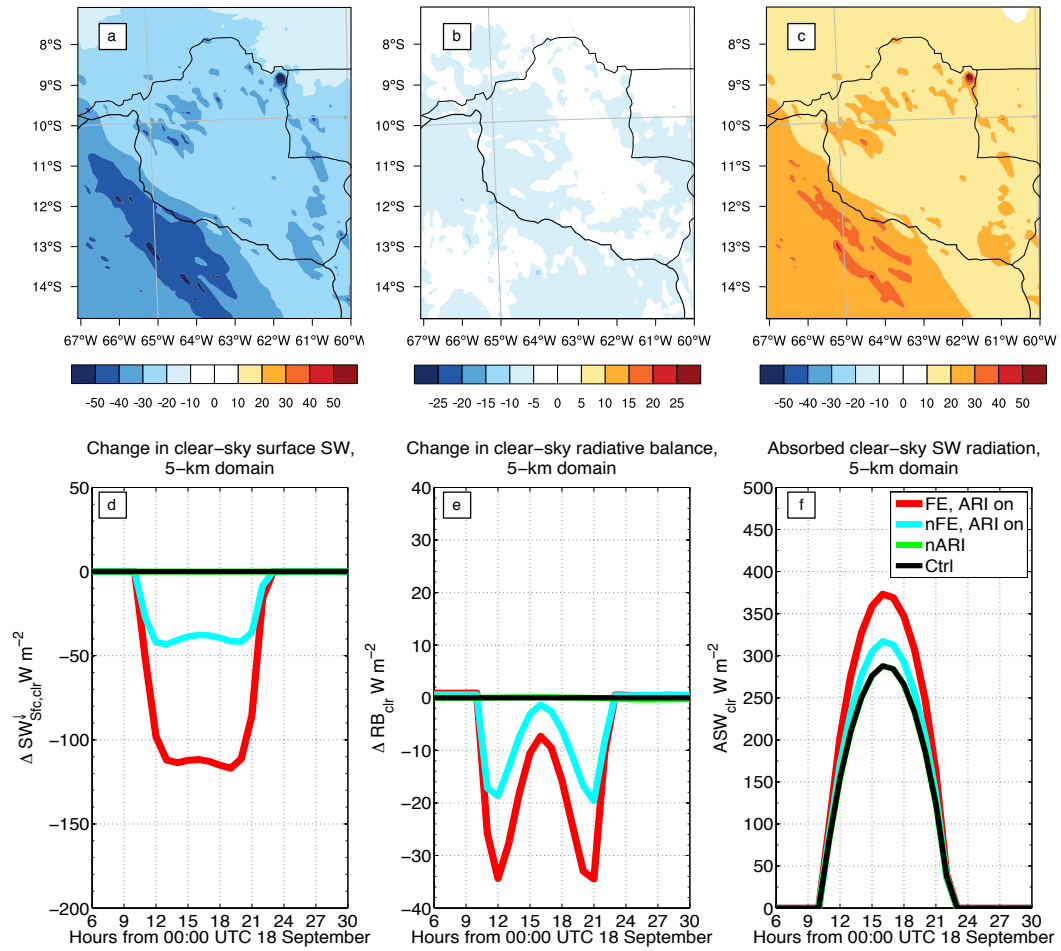 a b c
8°S 8°S 8°S
9°S 9°S 9°S
10°S 10°S 10°S
11°S 11°S 11°S
12°S 12°S 12°S
13°S 13°S 13°S
14°S 14°S 14°S
67°W 66°W 65°W 64°W 63°W 62°W 61°W 60°W 67°W 66°W 65°W 64°W 63°W 62°W 61°W 60°W 67°W 66°W 65°W 64°W 63°W 62°W 61°W 60°W
-50 -40 -30 -20 -10 0 10 20 30 40 50 -25 -20 -15 -10 -5 0 5 10 15 20 25 -50 -40 -30 -20 -10 0 10 20 30 40 50
Change in clear−sky surface SW,
5−km domain
Change in clear−sky radiative balance,
5−km domain
Absorbed clear−sky SW radiation,
5−km domain
d
50
0
−50
−100
−150
−200
Δ SW↓Sfc,clr W m−2
6 9 12 15 18 21 24 27 30
Hours from 00:00 UTC 18 September
e
40
30
20
10
0
−10
−20
−30
−40
Δ RBclr W m−2
6 9 12 15 18 21 24 27 30
Hours from 00:00 UTC 18 September
f
FE, ARI on
nFE, ARI on
nARI
Ctrl
500
450
400
350
300
250
200
150
100
50
0
ASWclr W m−2
6 9 12 15 18 21 24 27 30
Hours from 00:00 UTC 18 September